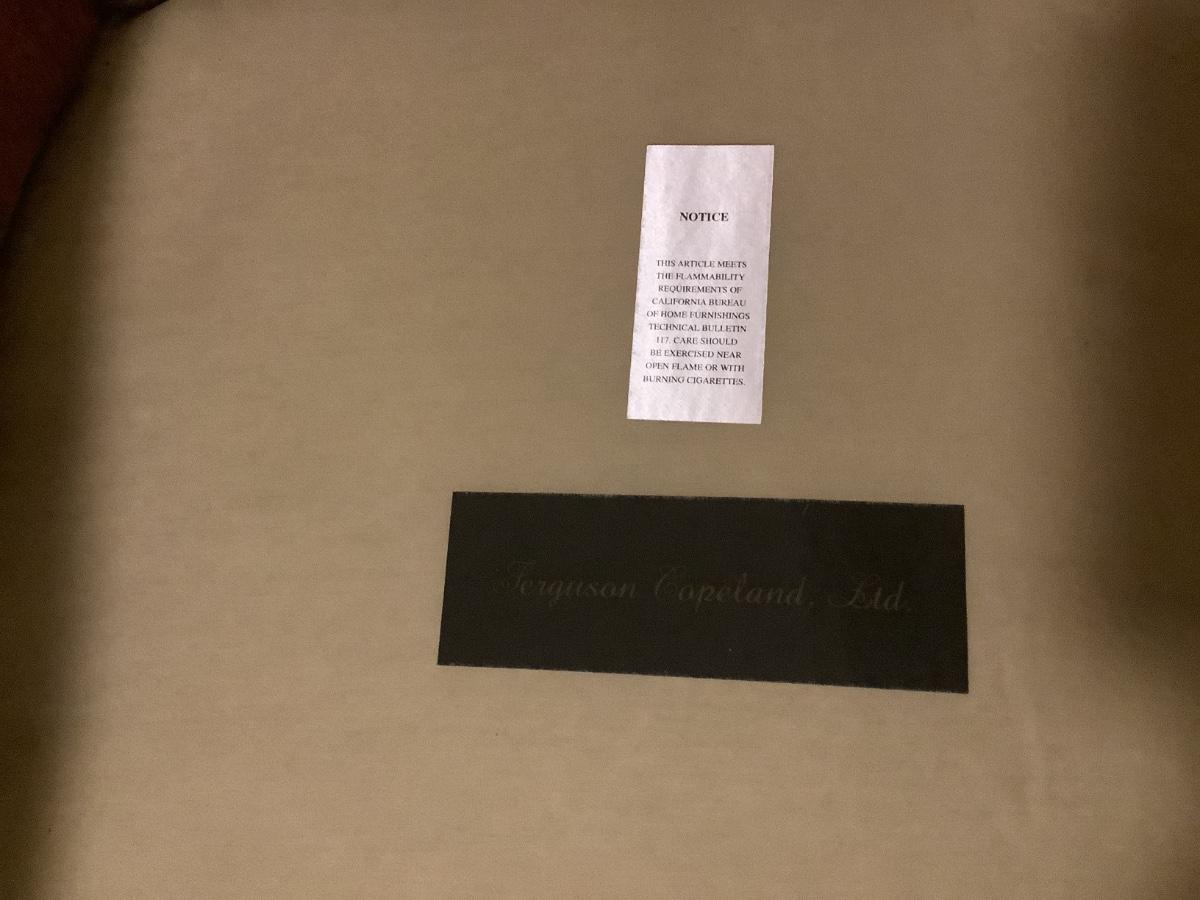 NOTICE
THIS ARTICLE MEETS
THE FLAMMABILITY
REQUIREMENTS OF
CALIFORNIA BUREAU
OF HOME FURNISHINGS
TECHNICAL BULLETIN
117. CARE SHOULD
BE EXERCISED NEAR
OPEN FLAME OR WITH
BURNING CIGARETTES.
Ferguson Copeland, Ltd.